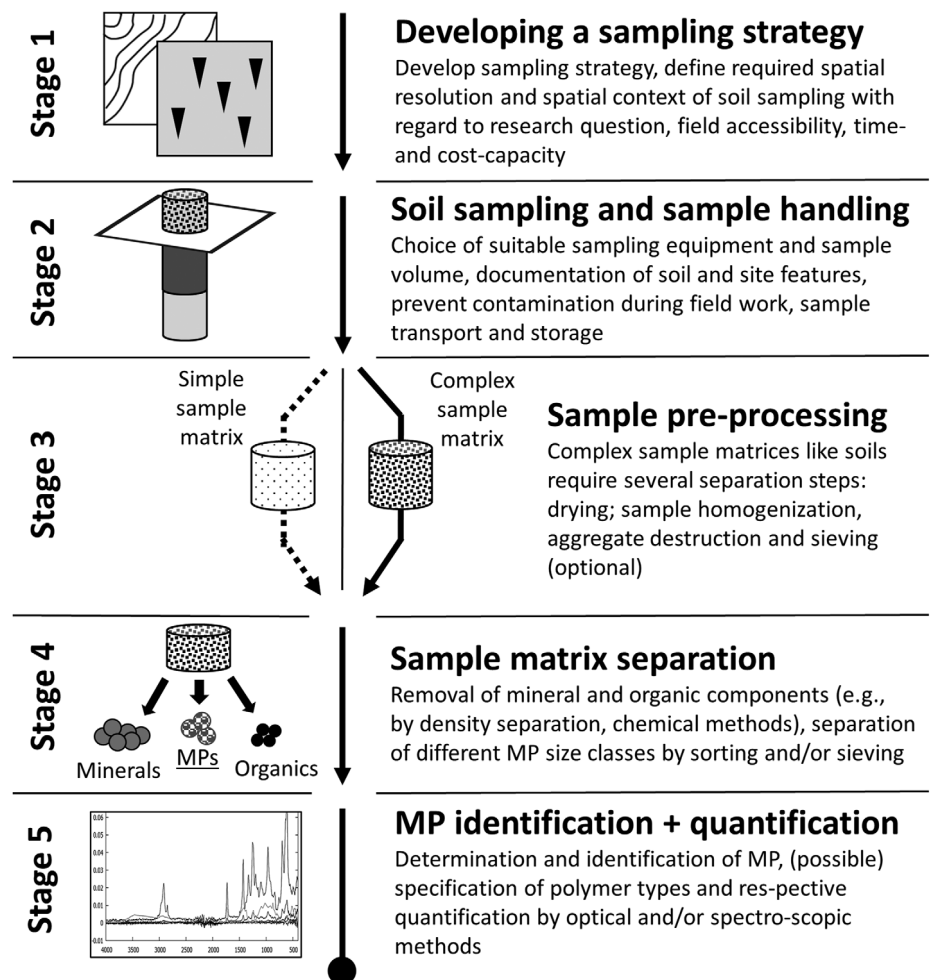 Stage 1
Developing a sampling strategy
Develop sampling strategy, define required spatial
resolution and spatial context of soil sampling with
regard to research question, field accessibility, time-
and cost-capacity
Stage 2
Soil sampling and sample handling
Choice of suitable sampling equipment and sample
volume, documentation of soil and site features,
prevent contamination during field work, sample
transport and storage
Stage 3
Simple
sample
matrix
Complex
sample
matrix
Sample pre-processing
Complex sample matrices like soils
require several separation steps:
drying; sample homogenization,
aggregate destruction and sieving
(optional)
Stage 4
Minerals
MPs
Organics
Sample matrix separation
Removal of mineral and organic components (e.g.,
by density separation, chemical methods), separation
of different MP size classes by sorting and/or sieving
Stage 5
0.06
0.05
0.04
0.03
0.02
0.01
0
-0.01
4000 3500 3000 2500 2000 1500 1000 500
MP identification + quantification
Determination and identification of MP, (possible)
specification of polymer types and res-pective
quantification by optical and/or spectro-scopic
methods